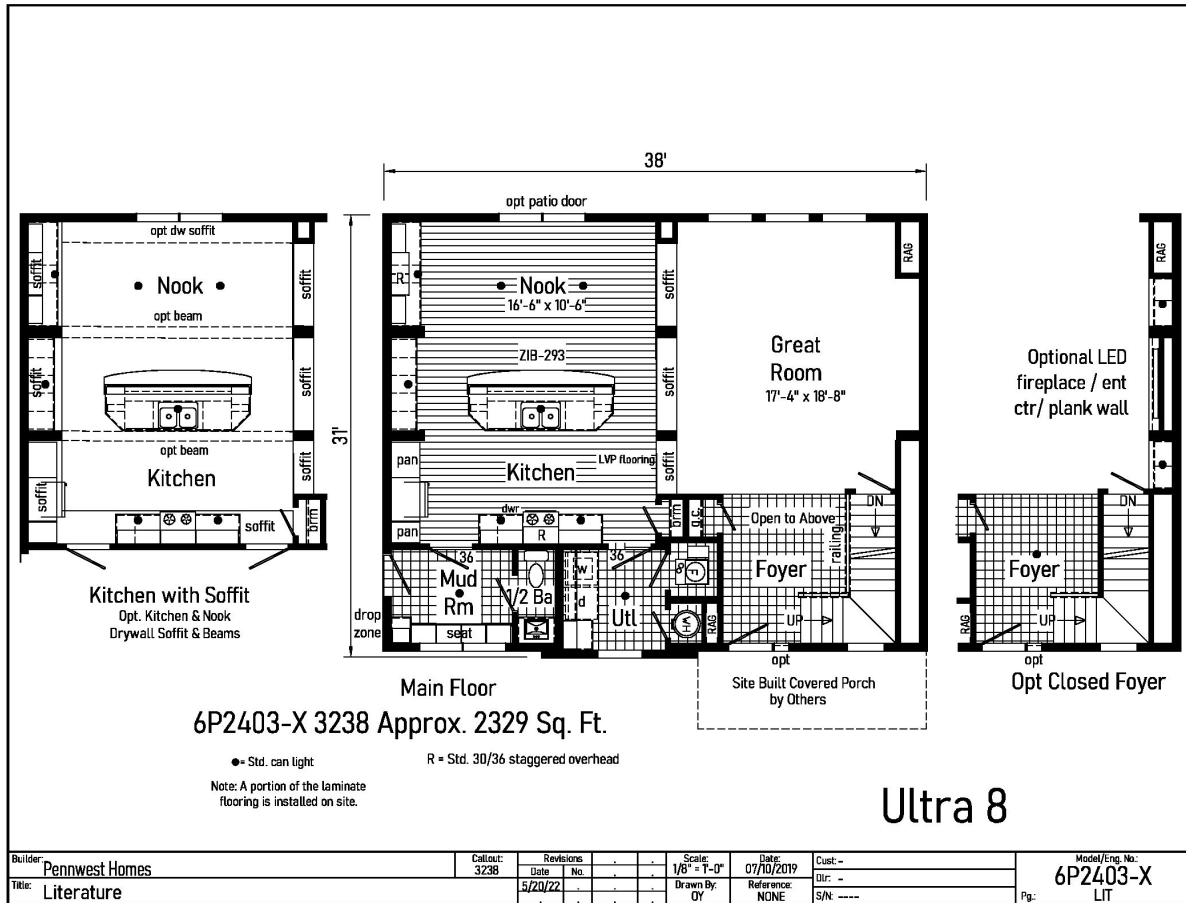 38'
opt patio door
opt dw soffit
soffit
Nook
soffit
opt beam
soffit
soffit
opt beam
Kitchen
soffit
soffit
soffit
brm
Kitchen with Soffit
Opt. Kitchen & Nook
Drywall Soffit & Beams
31'
R
Nook
16'-6" x 10'-6"
soffit
ZIB-293
soffit
pan
Kitchen
LVP flooring
soffit
pan
dwr
R
brm
g.c.
Great
Room
17'-4" x 18'-8"
RAG
DN
Open to Above
railing
Foyer
UP
36
Mud
Rm
1/2 Ba
drop
zone
seat
36
w
d
Utl
F
WH
RAG
opt
Site Built Covered Porch
by Others
RAG
Optional LED
fireplace / ent
ctr/ plank wall
DN
Foyer
RAG
UP
opt
Opt Closed Foyer
Main Floor
6P2403-X 3238 Approx. 2329 Sq. Ft.
●= Std. can light
R = Std. 30/36 staggered overhead
Note: A portion of the laminate
flooring is installed on site.
Ultra 8
Builder: Pennwest Homes
Title: Literature
Callout:
3238
Revisions
Date No.
5/20/22
Scale:
1/8" = 1'-0"
Drawn By:
OY
Date:
07/10/2019
Reference:
NONE
Cust: -
Dlr: -
S/N: ----
Model/Eng. No.:
6P2403-X
Pg.: LIT